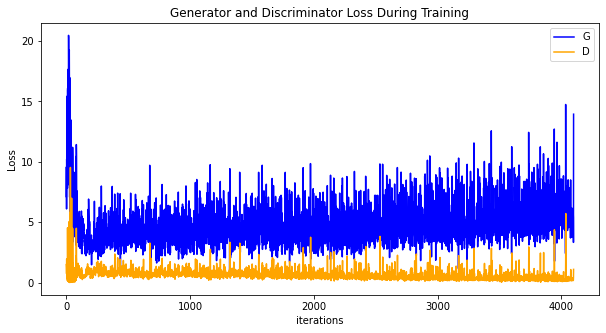 Generator and Discriminator Loss During Training
G
D
20
15
10
5
0
Loss
0 1000 2000 3000 4000
iterations